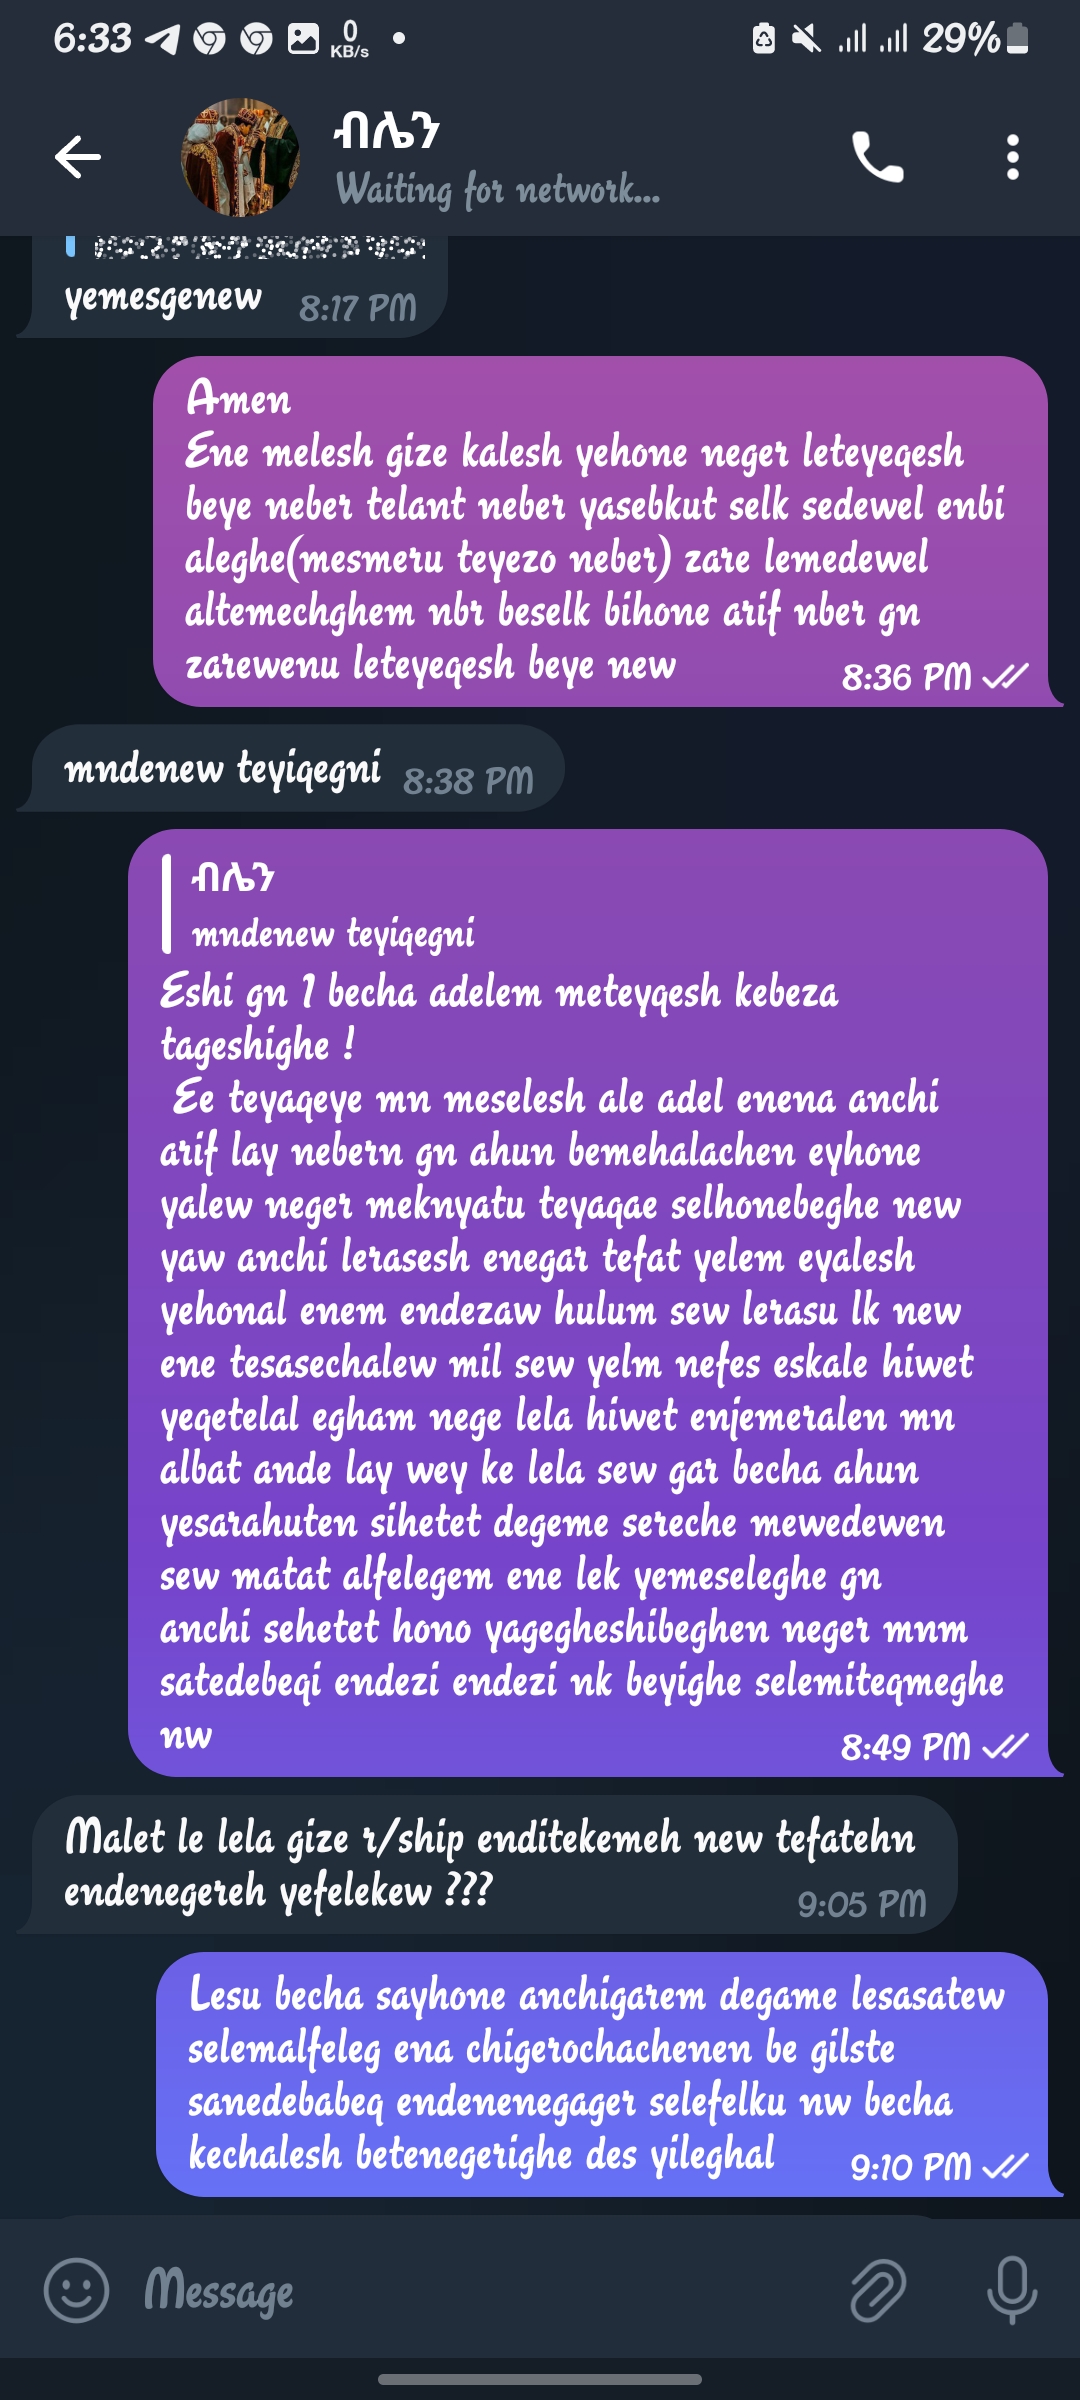 6:33
0
KB/s
29%
ብሌን
Waiting for network...
yemesgenew 8:17 PM
Amen
Ene melesh gize kalesh yehone neger leteyeqesh
beye neber telant neber yasebkut selk sedewel enbi
aleghe(mesmeru teyezo neber) zare lemedewel
altemechghem nbr beselk bihone arif nber gn
zarewenu leteyeqesh beye new
8:36 PM
mndenew teyiqegni 8:38 PM
ብሌን
mndenew teyiqegni
Eshi gn 1 becha adelem meteyqesh kebeza
tageshighe !
Ee teyaqeye mn meselesh ale adel enena anchi
arif lay nebern gn ahun bemehalachen eyhone
yalew neger meknyatu teyaqae selhonebeghe new
yaw anchi lerasesh enegar tefat yelem eyalesh
yehonal enem endezaw hulum sew lerasu lk new
ene tesasechalew mil sew yelm nefes eskale hiwet
yeqetelal egham nege lela hiwet enjemeralen mn
albat ande lay wey ke lela sew gar becha ahun
yesarahuten sihetet degeme sereche mewedewen
sew matat alfelegem ene lek yemeseleghe gn
anchi sehetet hono yagegheshibeghen neger mnm
satedebeqi endezi endezi nk beyighe selemiteqmeghe
nw
8:49 PM
Malet le lela gize r/ship enditekemeh new tefatehn
endenegereh yefelekew ???
9:05 PM
Lesu becha sayhone anchigarem degame lesasatew
selemalfeleg ena chigerochachenen be gilste
sanedebabeq endenenegager selefelku nw becha
kechalesh betenegerighe des yileghal
9:10 PM
Message